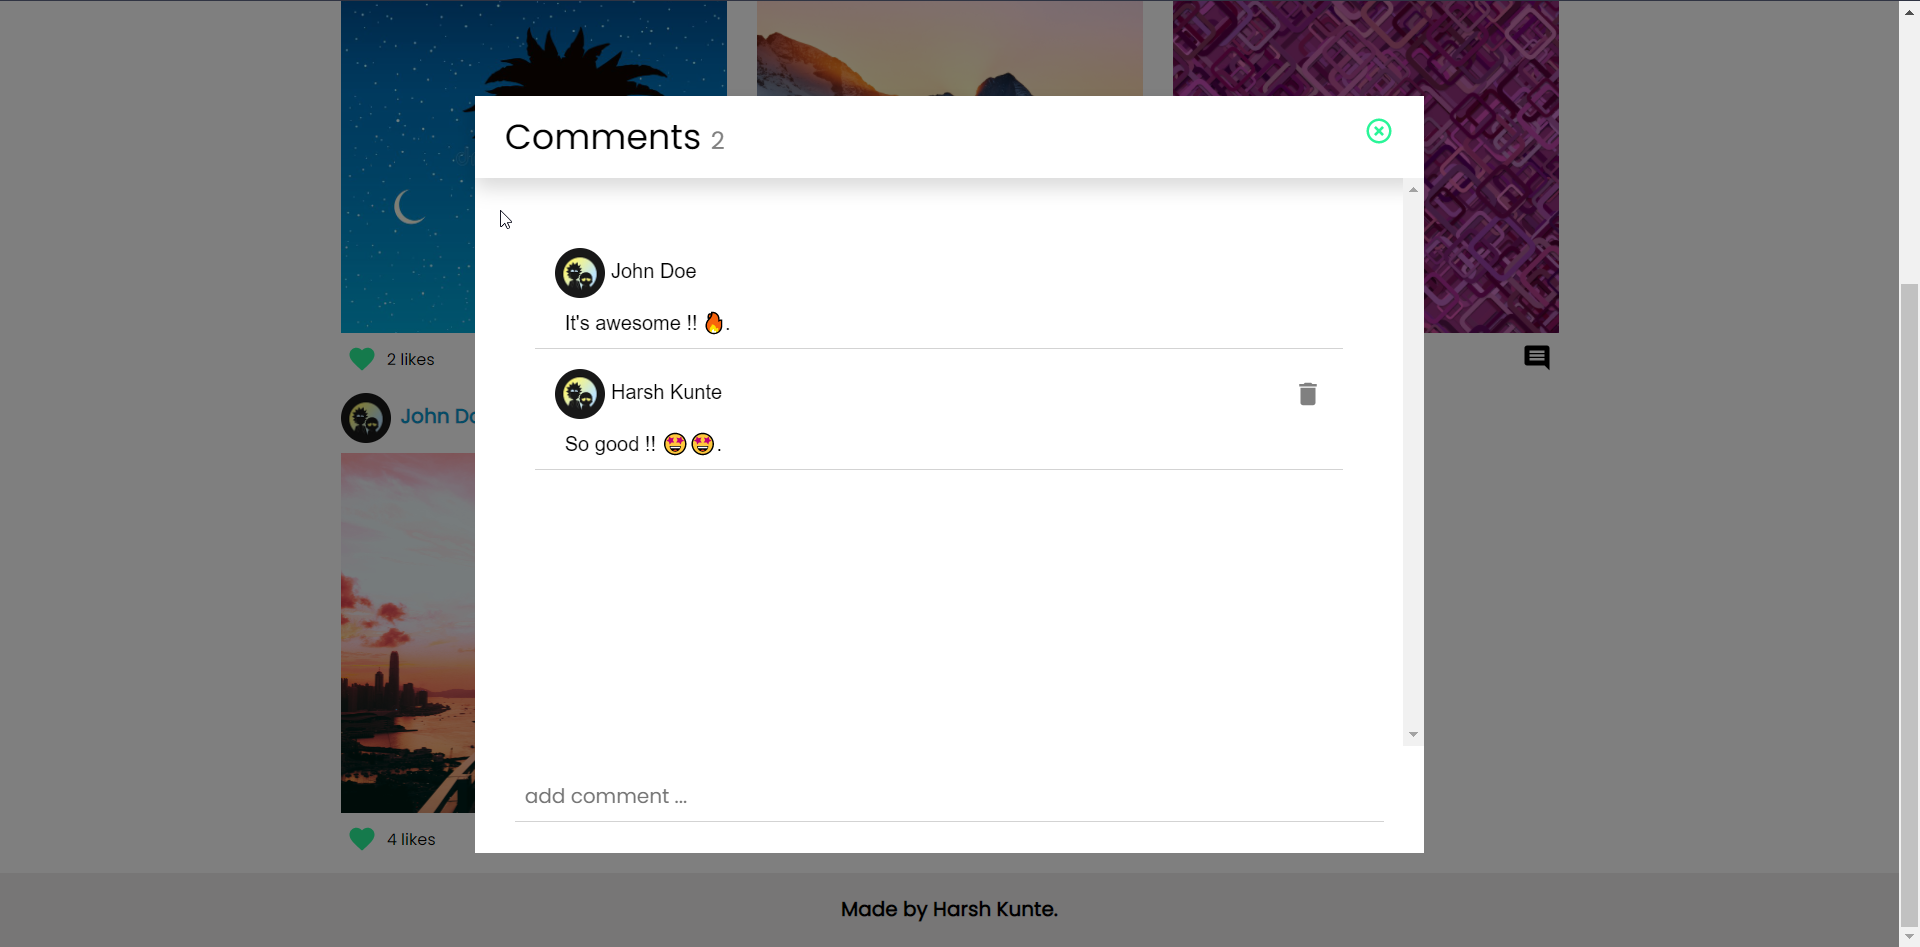 Comments 2
John Doe
It's awesome !! 🔥.
2 likes
Harsh Kunte
John Do
So good !! 🤩🤩.
add comment ...
4 likes
Made by Harsh Kunte.